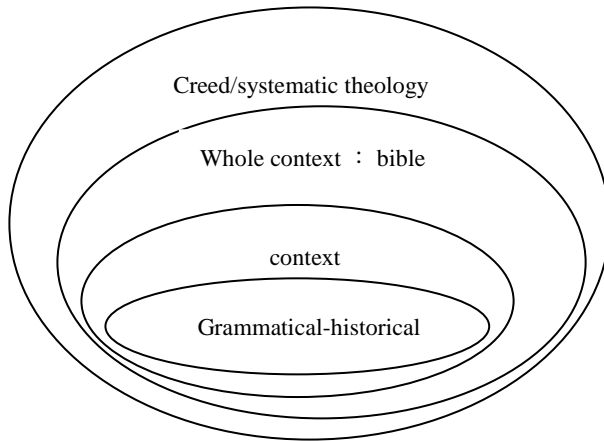 Creed/systematic theology
Whole context ： bible
context
Grammatical-historical